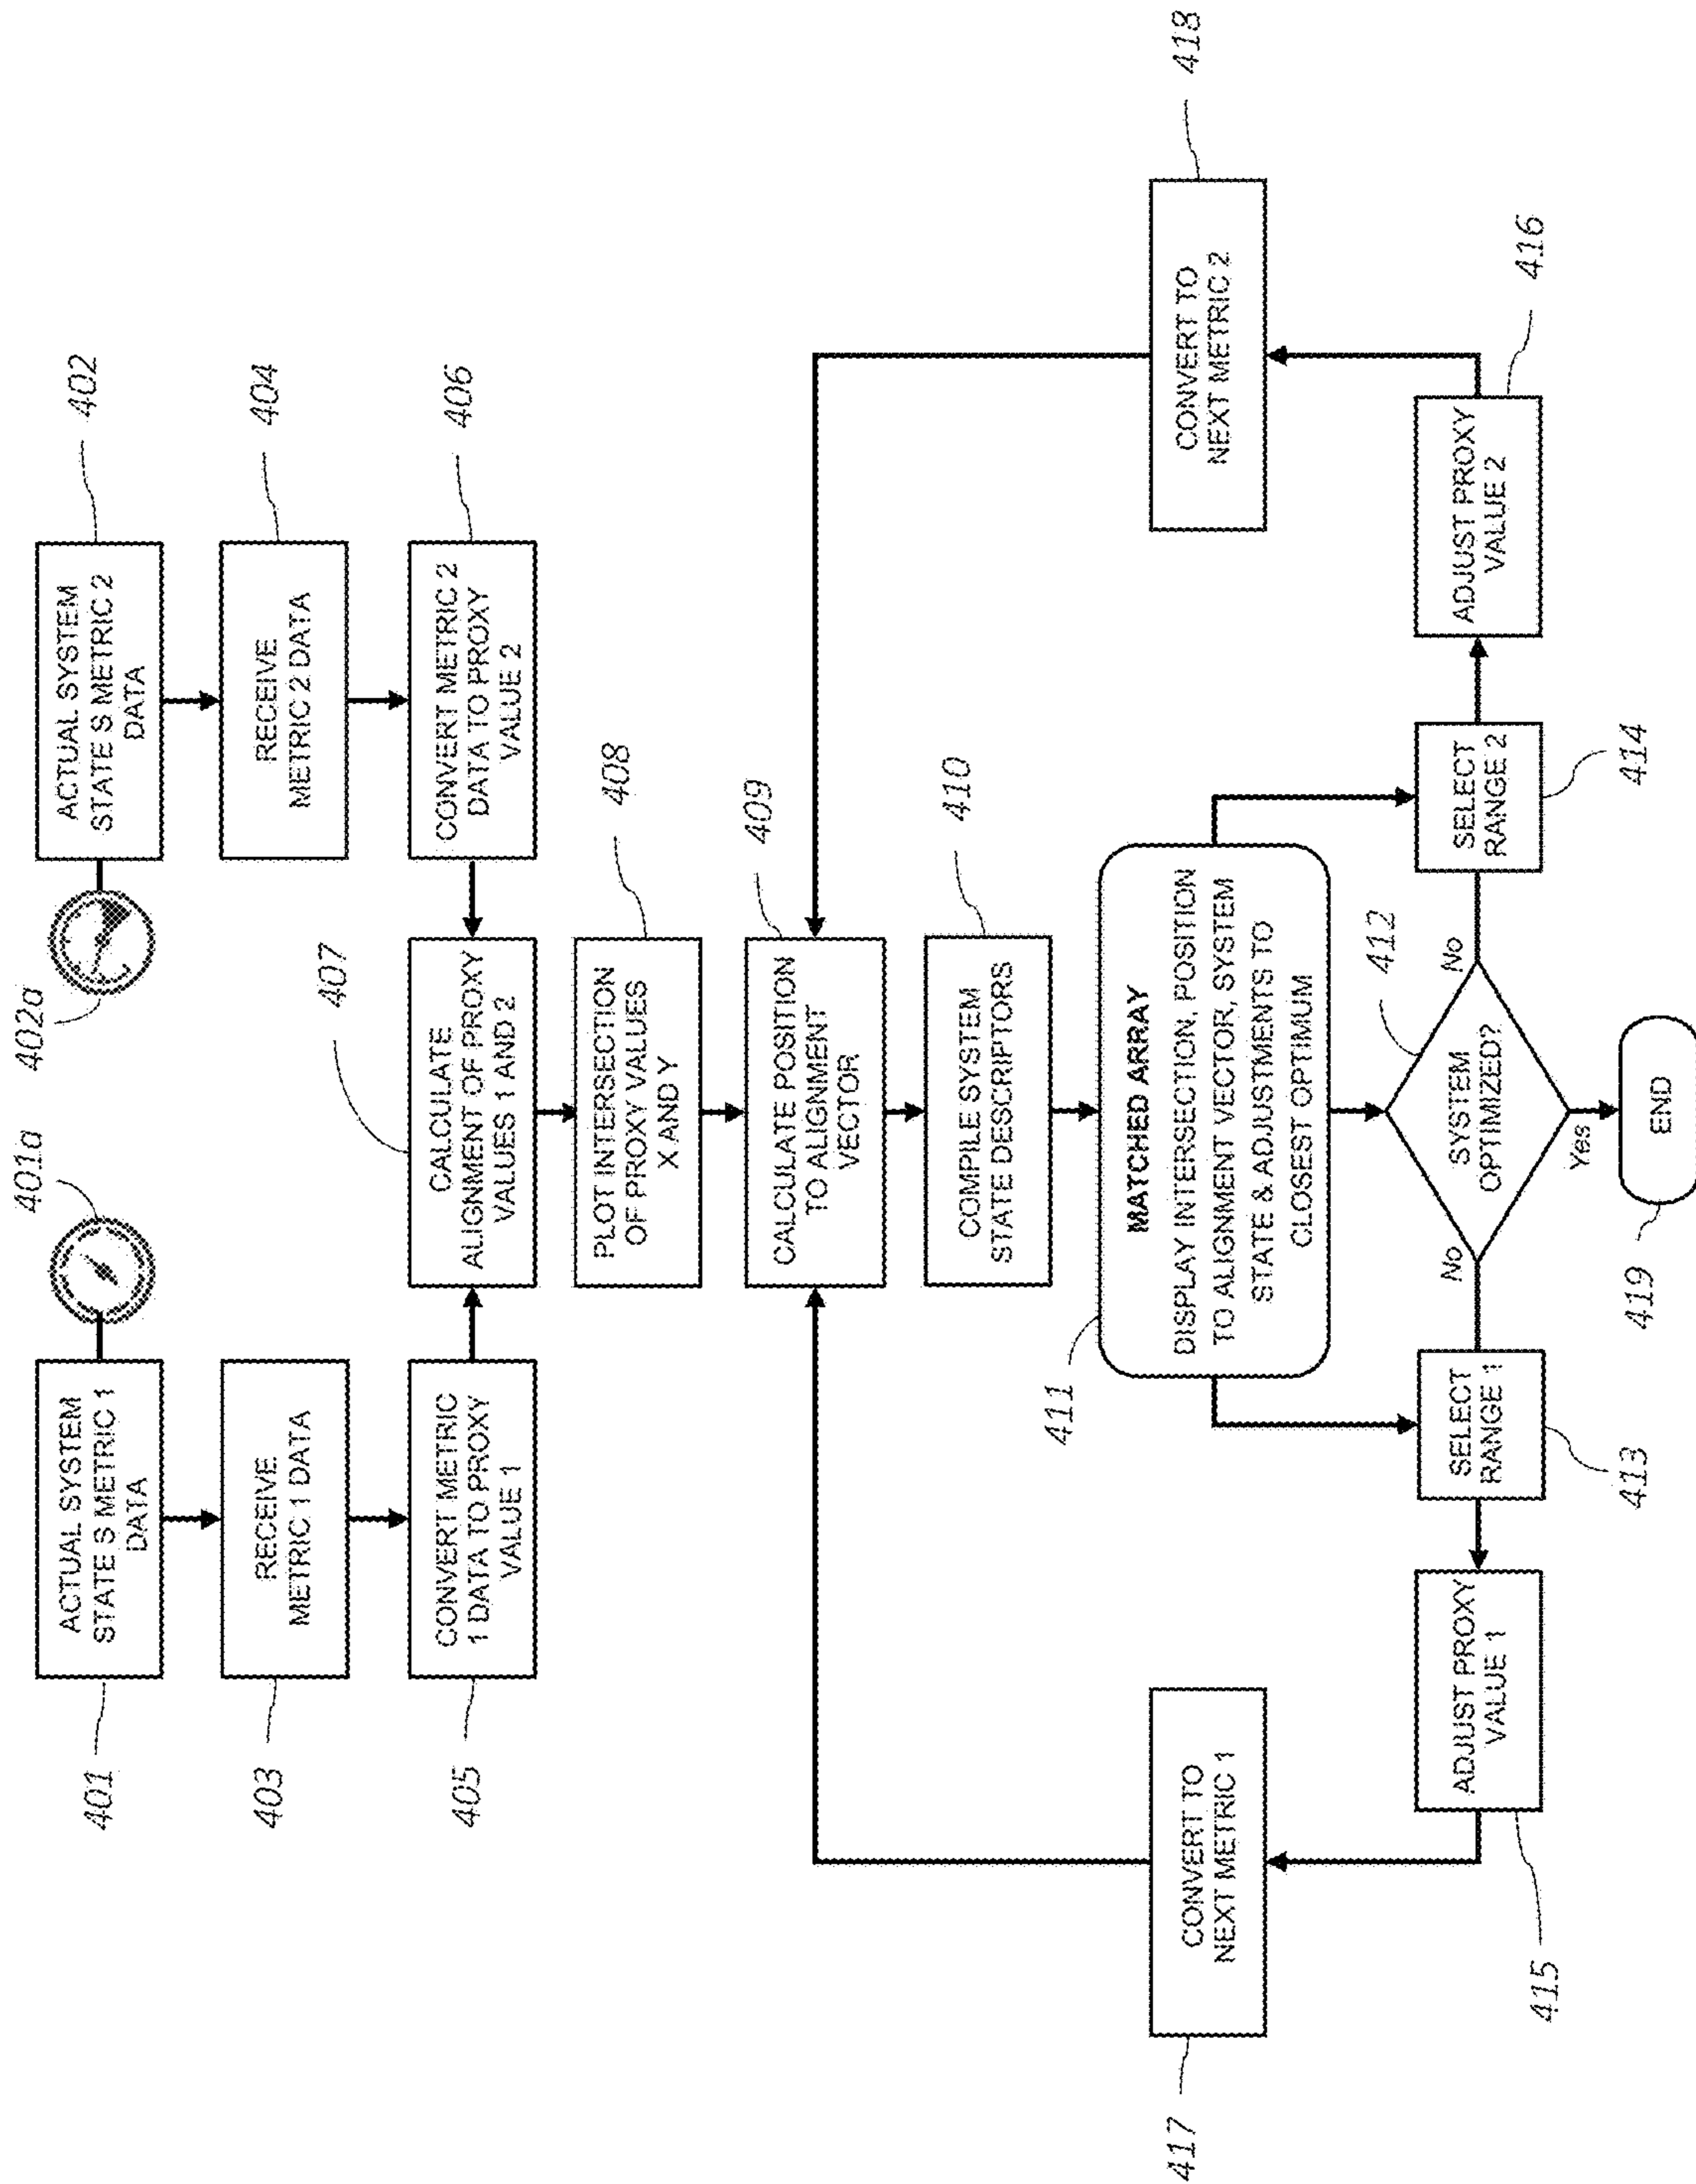 401a
402a
401
ACTUAL SYSTEM
STATE S METRIC 1
DATA
ACTUAL SYSTEM
STATE S METRIC 2
DATA
402
403
RECEIVE
METRIC 1 DATA
RECEIVE
METRIC 2 DATA
404
407
405
CONVERT METRIC
1 DATA TO PROXY
VALUE 1
CALCULATE
ALIGNMENT OF PROXY
VALUES 1 AND 2
CONVERT METRIC 2
DATA TO PROXY
VALUE 2
406
PLOT INTERSECTION
OF PROXY VALUES
X AND Y
408
CALCULATE POSITION
TO ALIGNMENT
VECTOR
409
COMPILE SYSTEM
STATE DESCRIPTORS
410
411
MATCHED ARRAY
DISPLAY INTERSECTION, POSITION
TO ALIGNMENT VECTOR, SYSTEM
STATE & ADJUSTMENTS TO
CLOSEST OPTIMUM
417
CONVERT TO
NEXT METRIC 1
CONVERT TO
NEXT METRIC 2
418
412
415
ADJUST PROXY
VALUE 1
SELECT
RANGE 1
413
No
SYSTEM
OPTIMIZED?
No
SELECT
RANGE 2
414
ADJUST PROXY
VALUE 2
416
Yes
419
END